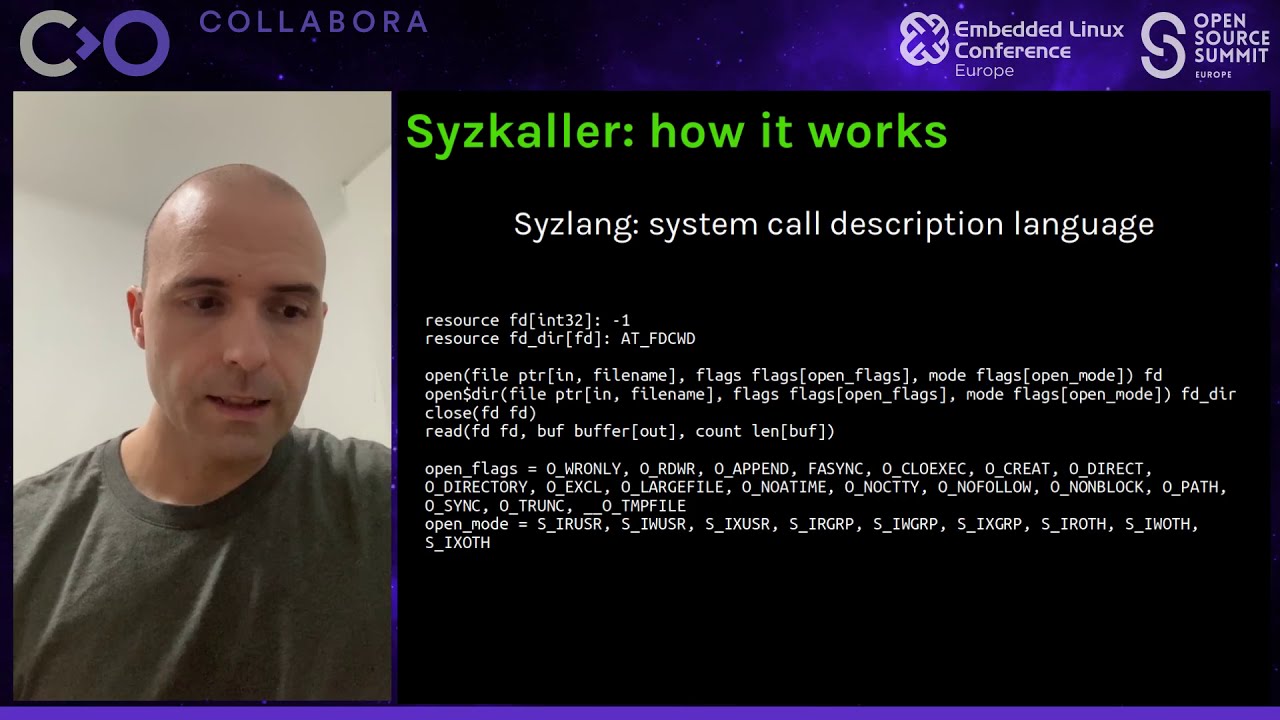 COLLABORA
Embedded Linux
Conference
Europe
OPEN
SOURCE
SUMMIT
EUROPE
Syzkaller: how it works
Syzlang: system call description language
resource fd[int32]: -1
resource fd_dir[fd]: AT_FDCWD
open(file ptr[in, filename], flags flags[open_flags], mode flags[open_mode]) fd
open$dir(file ptr[in, filename], flags flags[open_flags], mode flags[open_mode]) fd_dir
close(fd fd)
read(fd fd, buf buffer[out], count len[buf])
open_flags = O_WRONLY, O_RDWR, O_APPEND, FASYNC, O_CLOEXEC, O_CREAT, O_DIRECT,
O_DIRECTORY, O_EXCL, O_LARGEFILE, O_NOATIME, O_NOCTTY, O_NOFOLLOW, O_NONBLOCK, O_PATH,
O_SYNC, O_TRUNC, __O_TMPFILE
open_mode = S_IRUSR, S_IWUSR, S_IXUSR, S_IRGRP, S_IWGRP, S_IXGRP, S_IROTH, S_IWOTH,
S_IXOTH